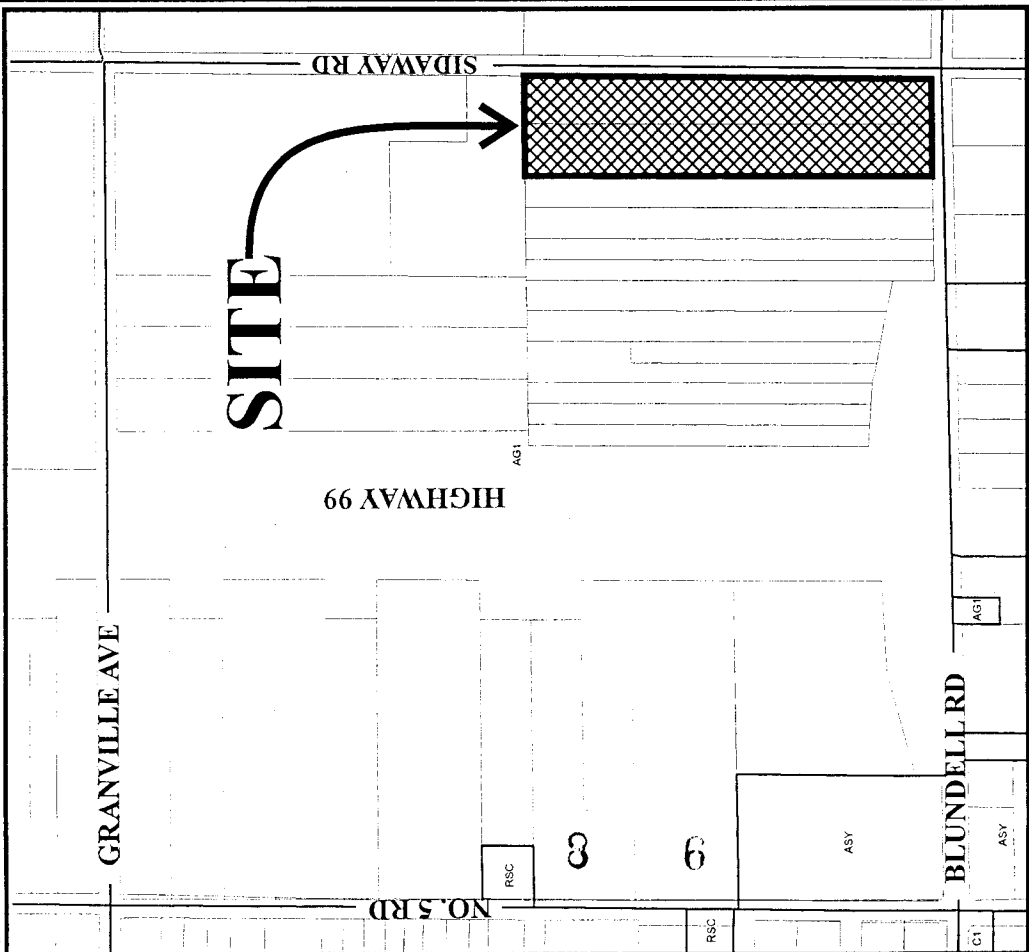 SIDAWAY RD
SITE
AG1
HIGHWAY 99
GRANVILLE AVE
AG1
BLUNDELL RD
RSC
8
ASY
ASY
NO. 5 RD
RSC
C1